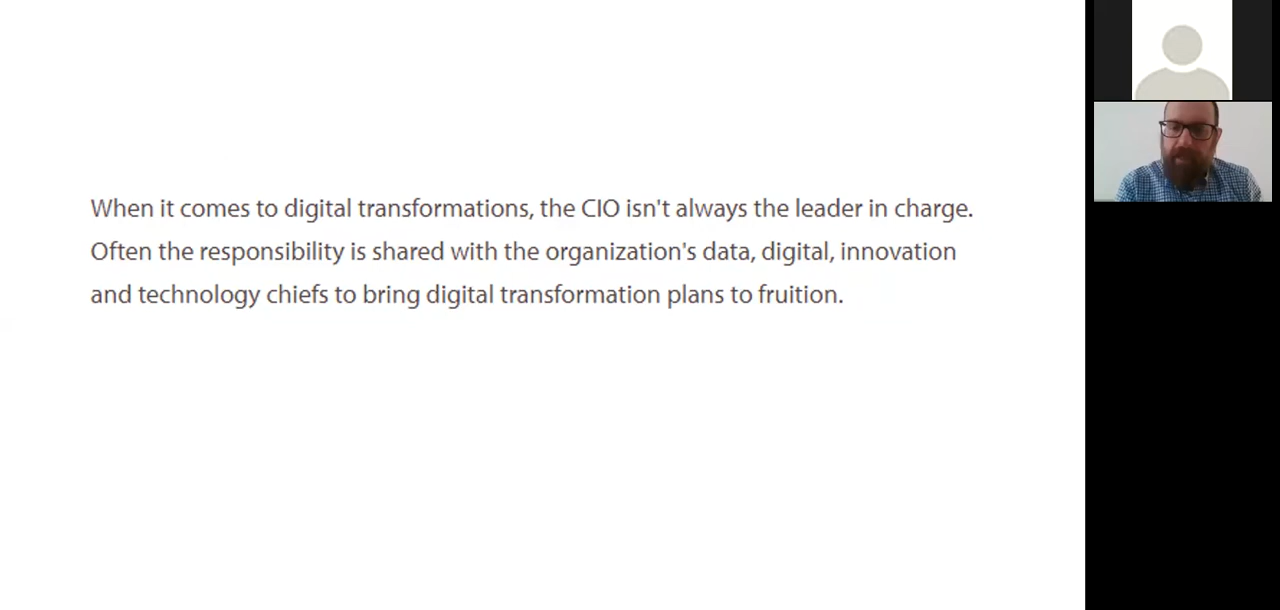 When it comes to digital transformations, the CIO isn't always the leader in charge.
Often the responsibility is shared with the organization's data, digital, innovation
and technology chiefs to bring digital transformation plans to fruition.